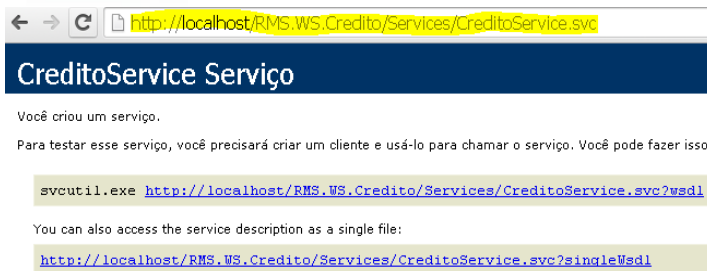 http://localhost/RMS.WS.Credito/Services/CreditoService.svc
CreditoService Serviço
Você criou um serviço.
Para testar esse serviço, você precisará criar um cliente e usá-lo para chamar o serviço. Você pode fazer isso
svcutil.exe http://localhost/RMS.WS.Credito/Services/CreditoService.svc?wsdl
You can also access the service description as a single file:
http://localhost/RMS.WS.Credito/Services/CreditoService.svc?singleWsdl